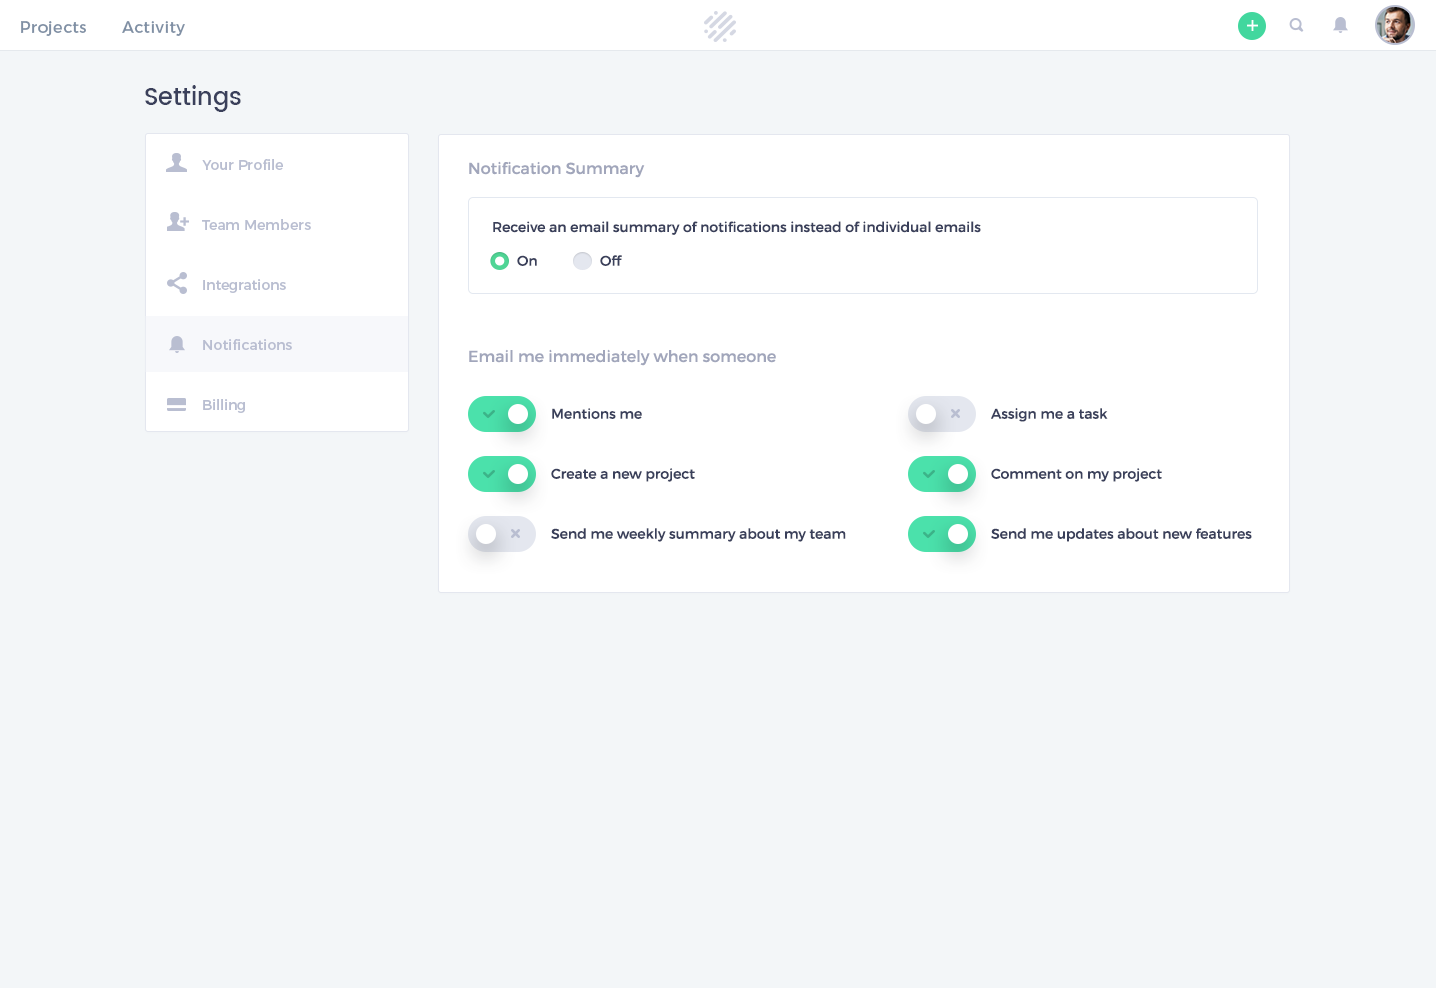 Projects
Activity
Settings
Your Profile
Team Members
Integrations
Notifications
Billing
Notification Summary
Receive an email summary of notifications instead of individual emails
On
Off
Email me immediately when someone
Mentions me
Assign me a task
Create a new project
Comment on my project
Send me weekly summary about my team
Send me updates about new features